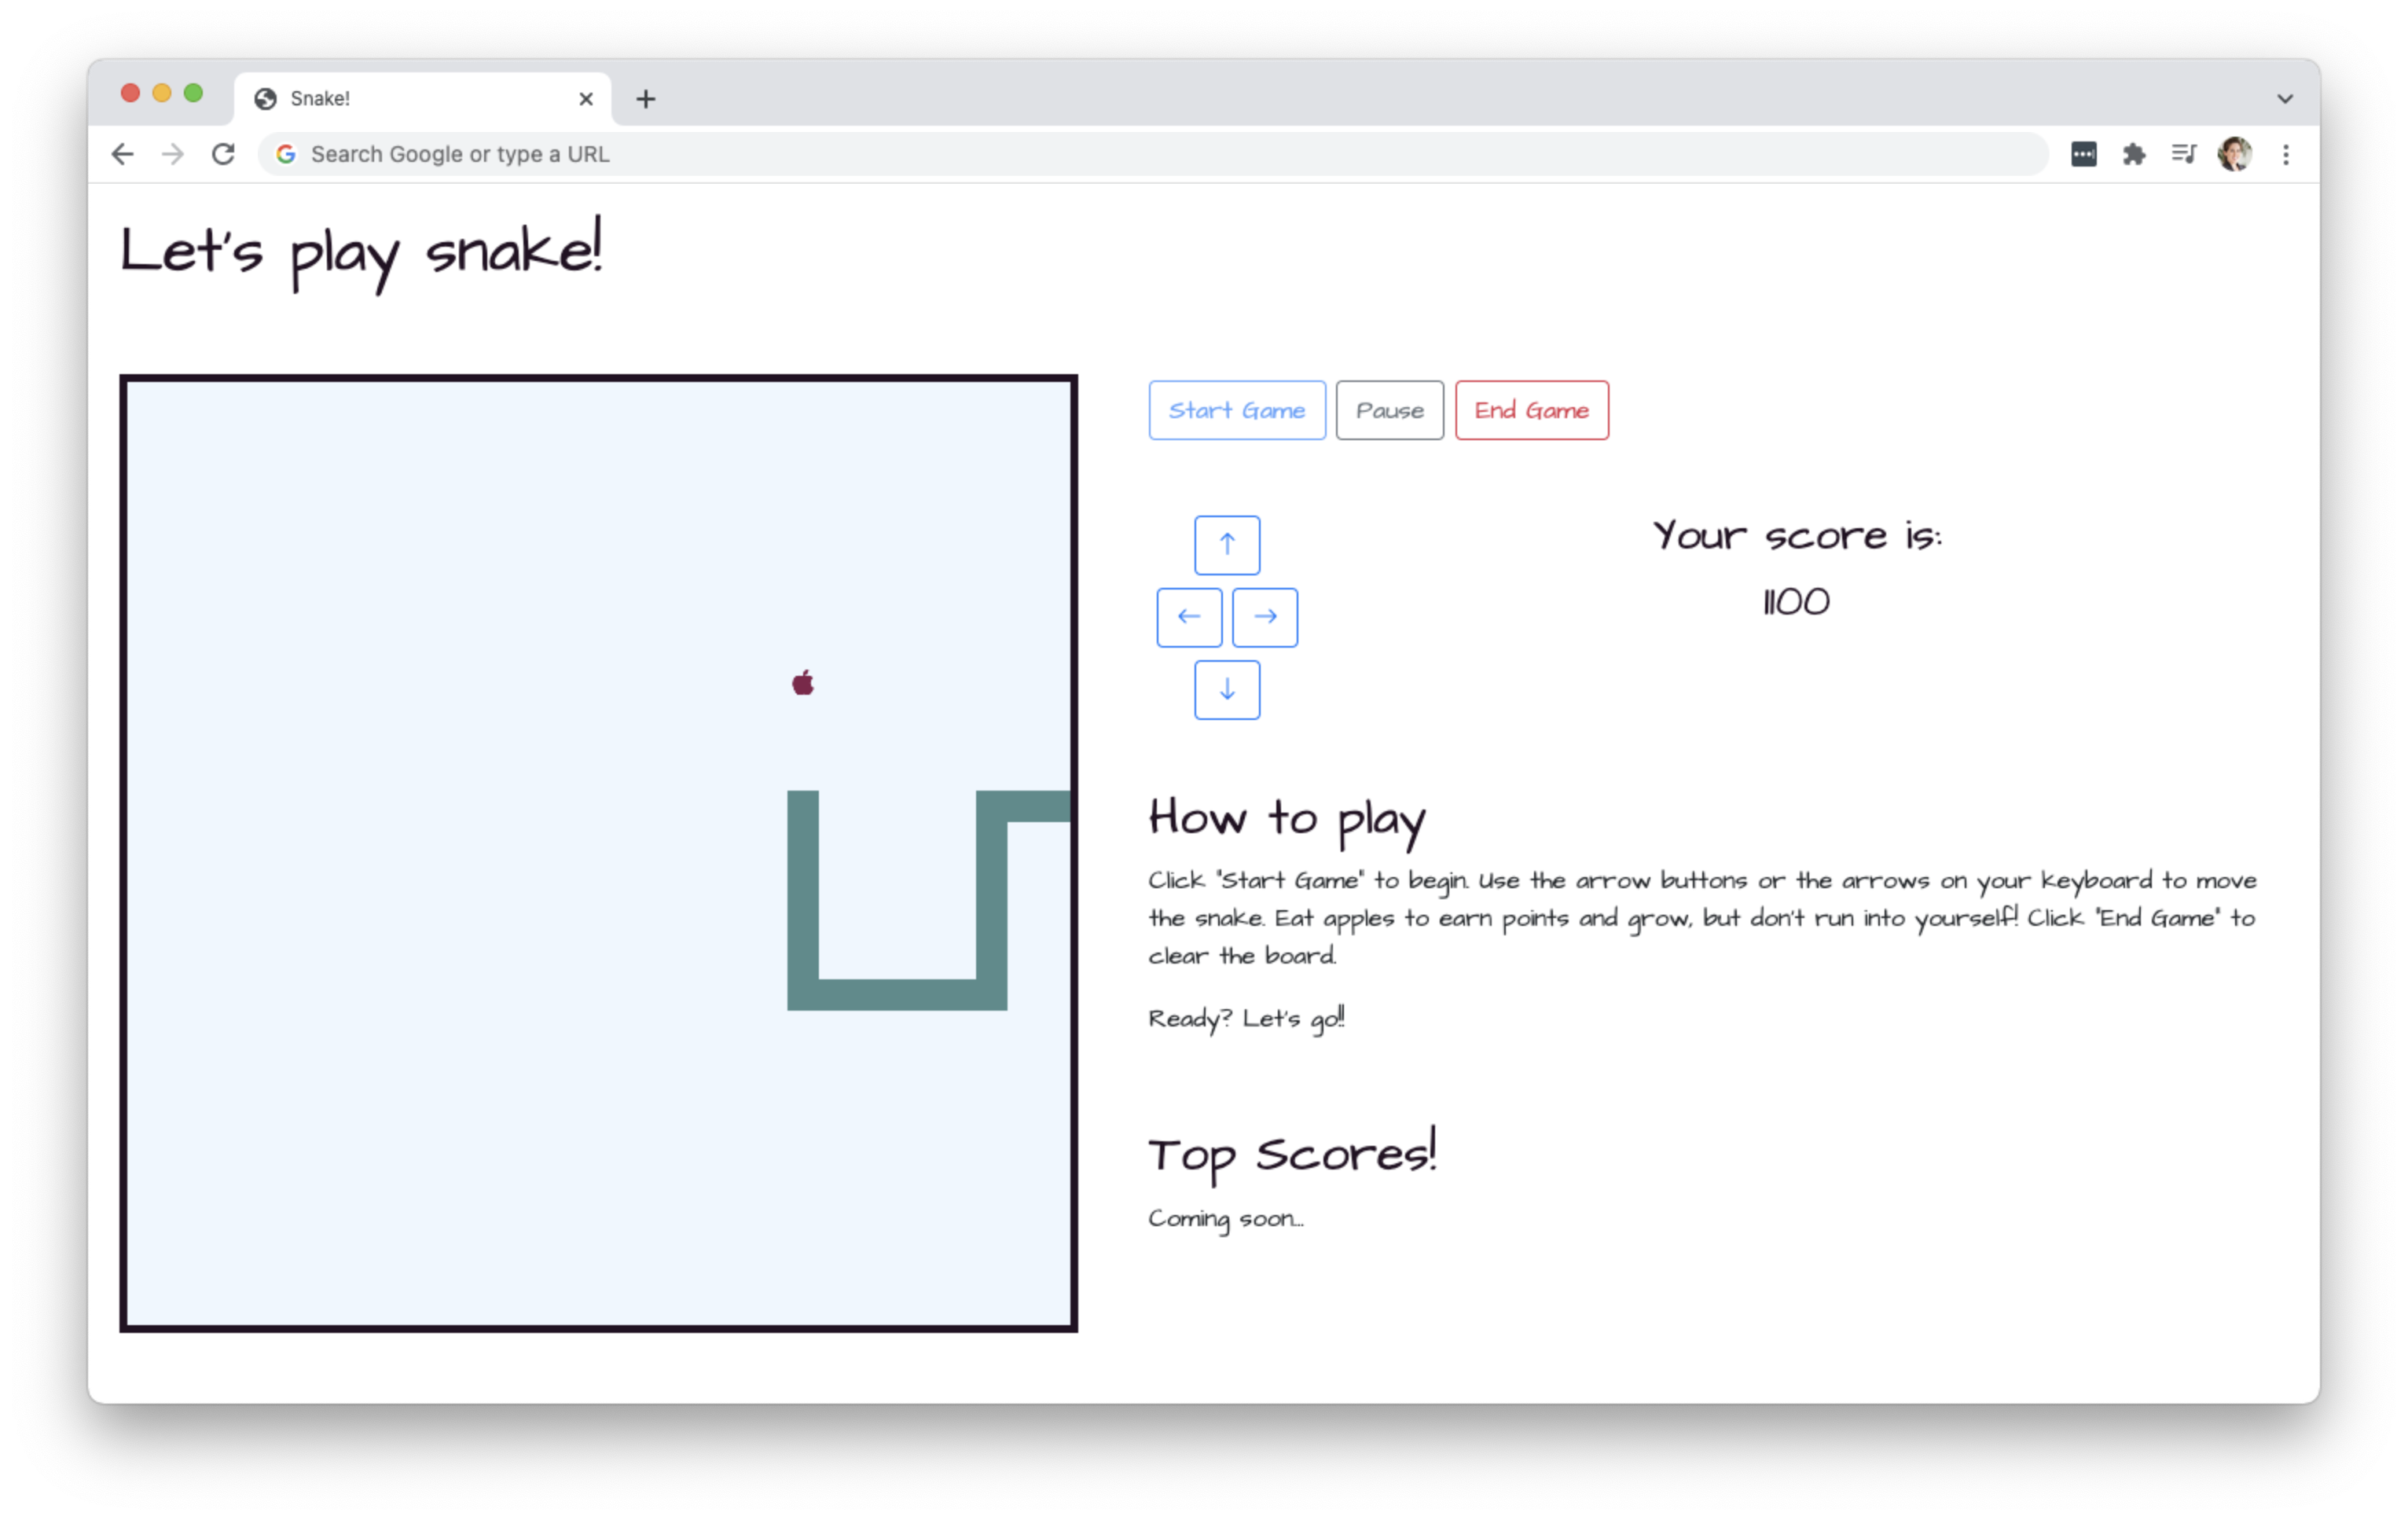 Snake!
Search Google or type a URL
Let's play snake!
Start Game
Pause
End Game
Your score is:
1100
How to play
Click "Start Game" to begin. Use the arrow buttons or the arrows on your keyboard to move
the snake. Eat apples to earn points and grow, but don't run into yourself! Click "End Game" to
clear the board.
Ready? Let's go!!
Top Scores!
Coming soon...